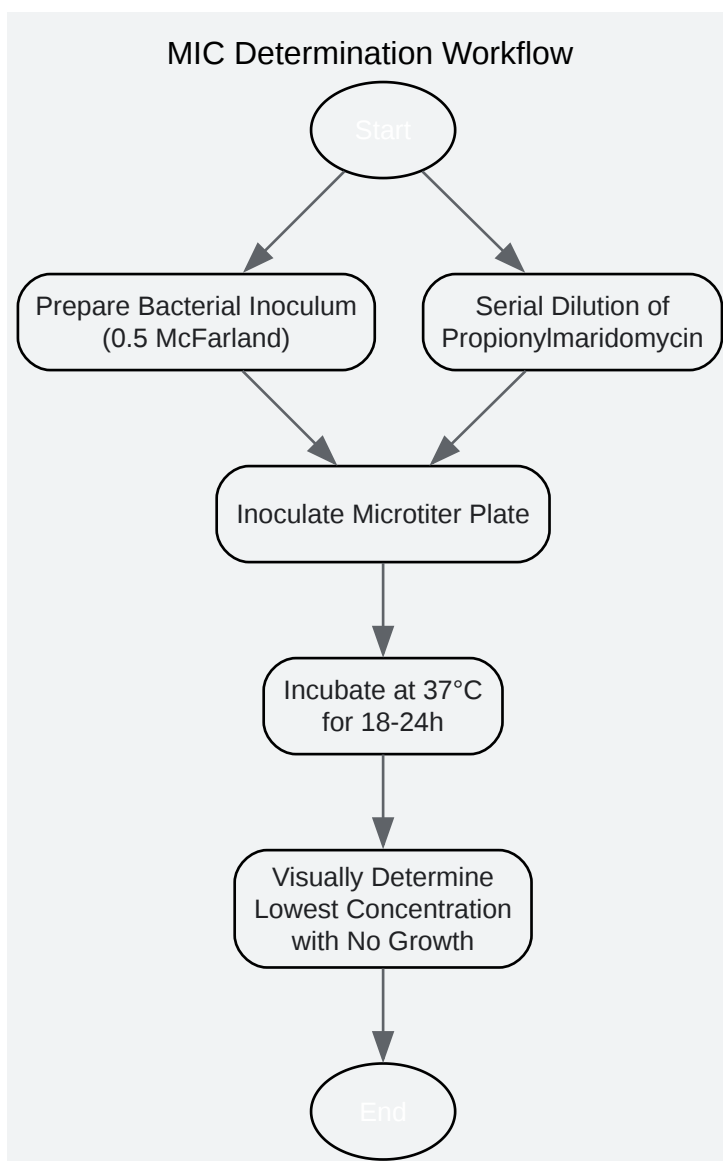 MIC Determination Workflow
Start
Prepare Bacterial Inoculum
(0.5 McFarland)
Serial Dilution of
Propionylmaridomycin
Inoculate Microtiter Plate
Incubate at 37°C
for 18-24h
Visually Determine
Lowest Concentration
with No Growth
End